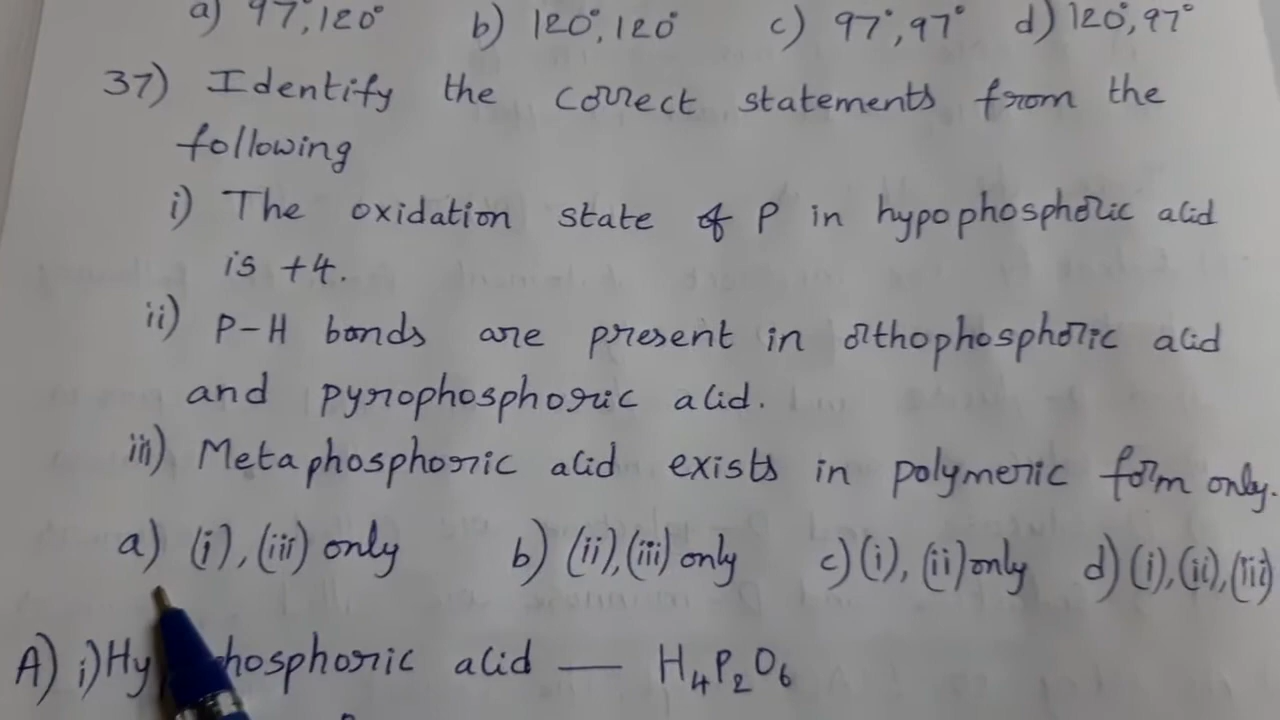 a) 97°,120° b) 120°,120° c) 97°,97° d) 120°,97°
37) Identify the correct statements from the
following
i) The oxidation state of P in hypophosphoric acid
is +4.
ii) P-H bonds are present in orthophosphoric acid
and pyrophosphoric acid.
iii) Metaphosphoric acid exists in polymeric form only.
a) (i), (iii) only b) (ii), (iii) only c) (i), (ii) only d) (i), (ii), (iii)
A) i) Hy phosphoric acid — H₄P₂O₆